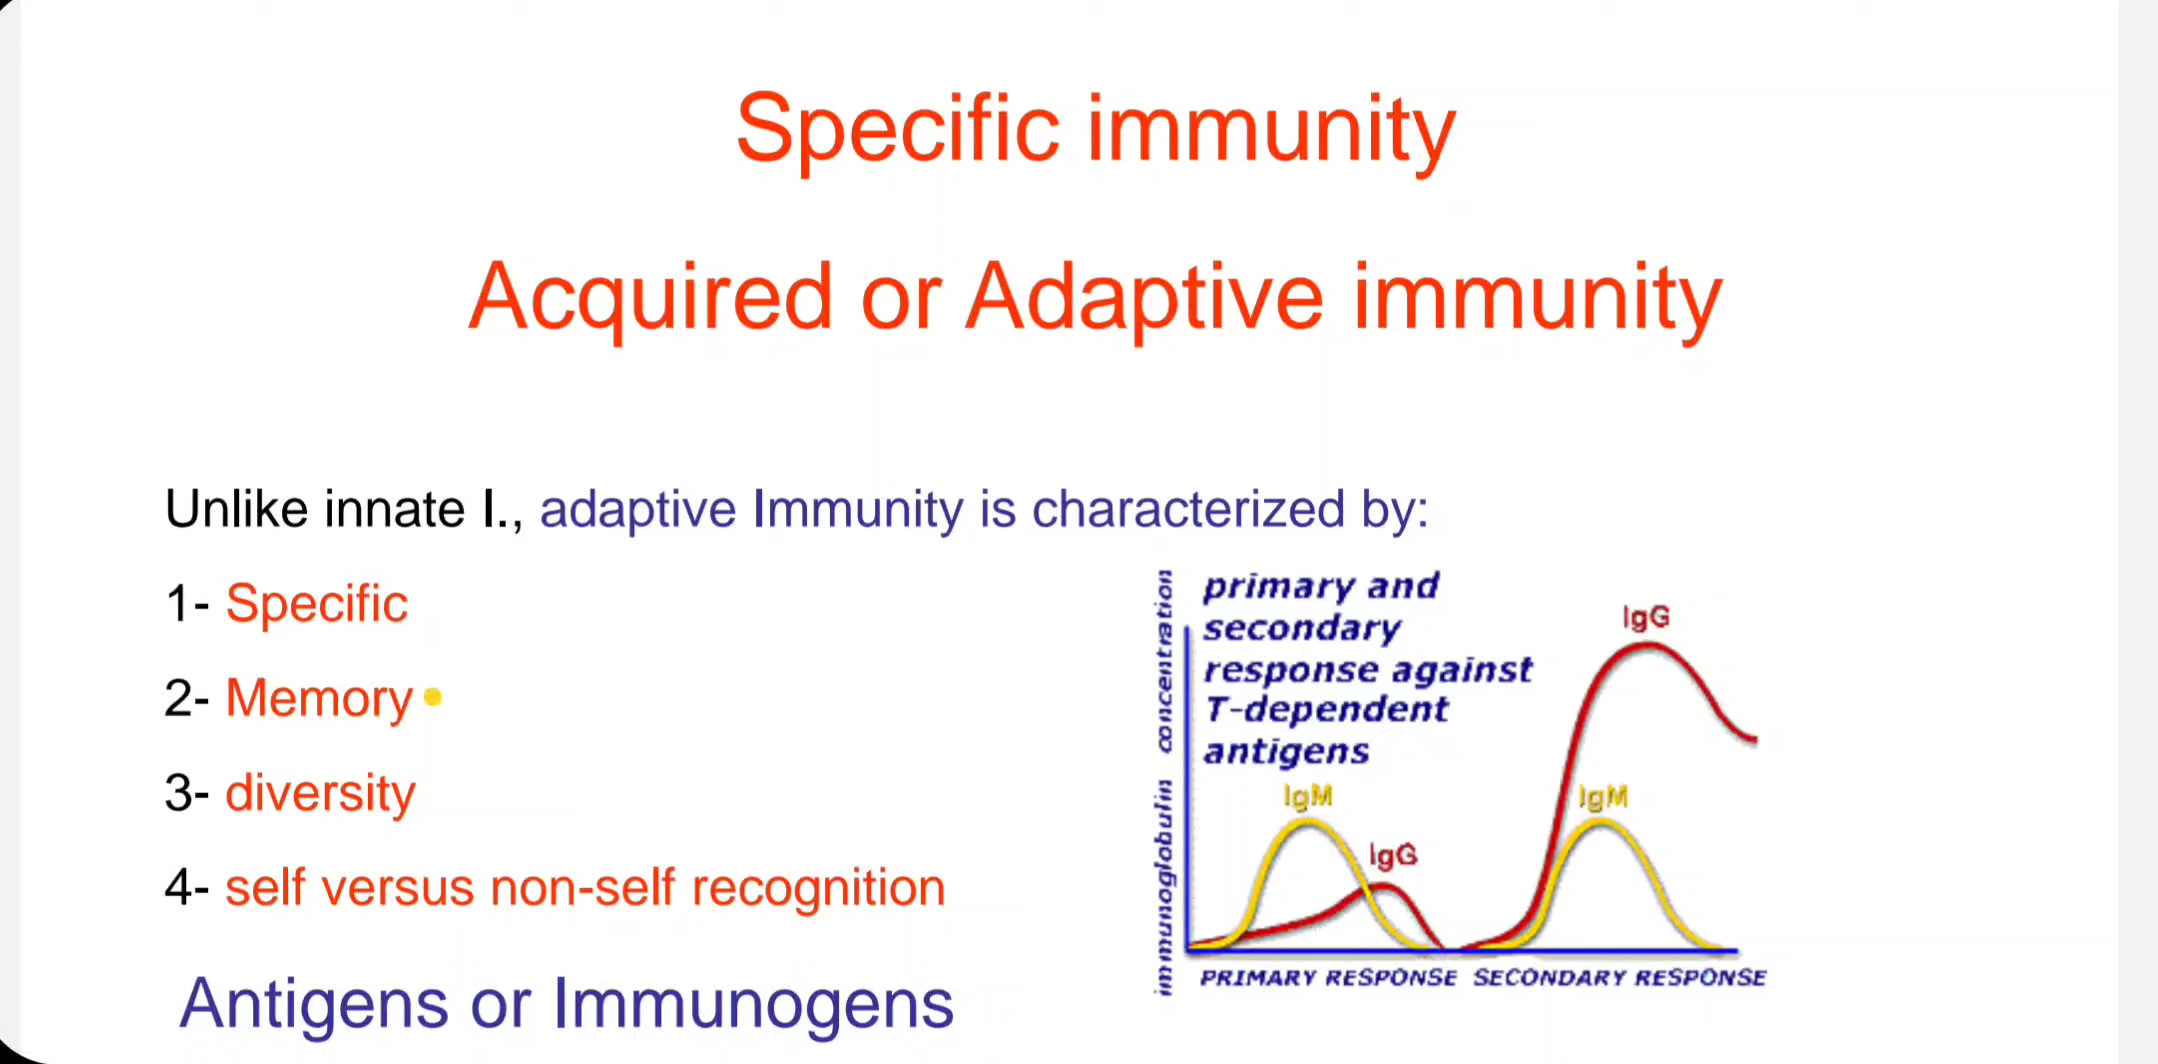 Specific immunity
Acquired or Adaptive immunity
Unlike innate I., adaptive Immunity is characterized by:
1- Specific
2- Memory
3- diversity
4- self versus non-self recognition
Antigens or Immunogens
immunoglobulin concentration
primary and
secondary
response against
T-dependent
antigens
IgM
IgG
IgG
IgM
PRIMARY RESPONSE SECONDARY RESPONSE